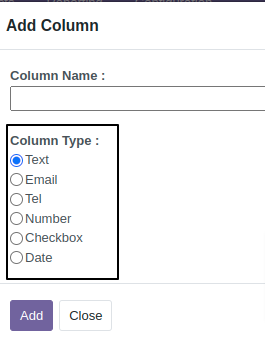 Add Column
Column Name :
Column Type :
Text
Email
Tel
Number
Checkbox
Date
Add
Close